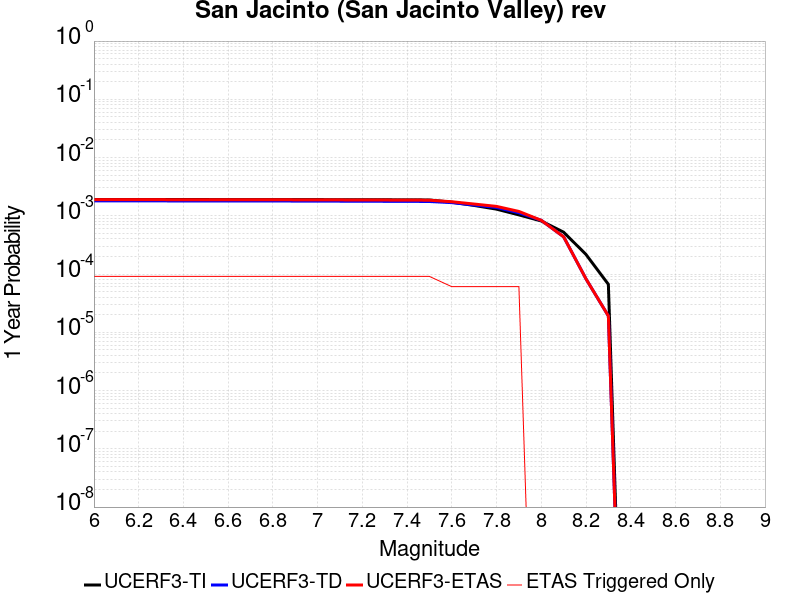 San Jacinto (San Jacinto Valley) rev
10^0
10^-1
10^-2
10^-3
10^-4
10^-5
10^-6
10^-7
10^-8
1 Year Probability
6 6.2 6.4 6.6 6.8 7 7.2 7.4 7.6 7.8 8 8.2 8.4 8.6 8.8 9
Magnitude
UCERF3-TI UCERF3-TD UCERF3-ETAS ETAS Triggered Only